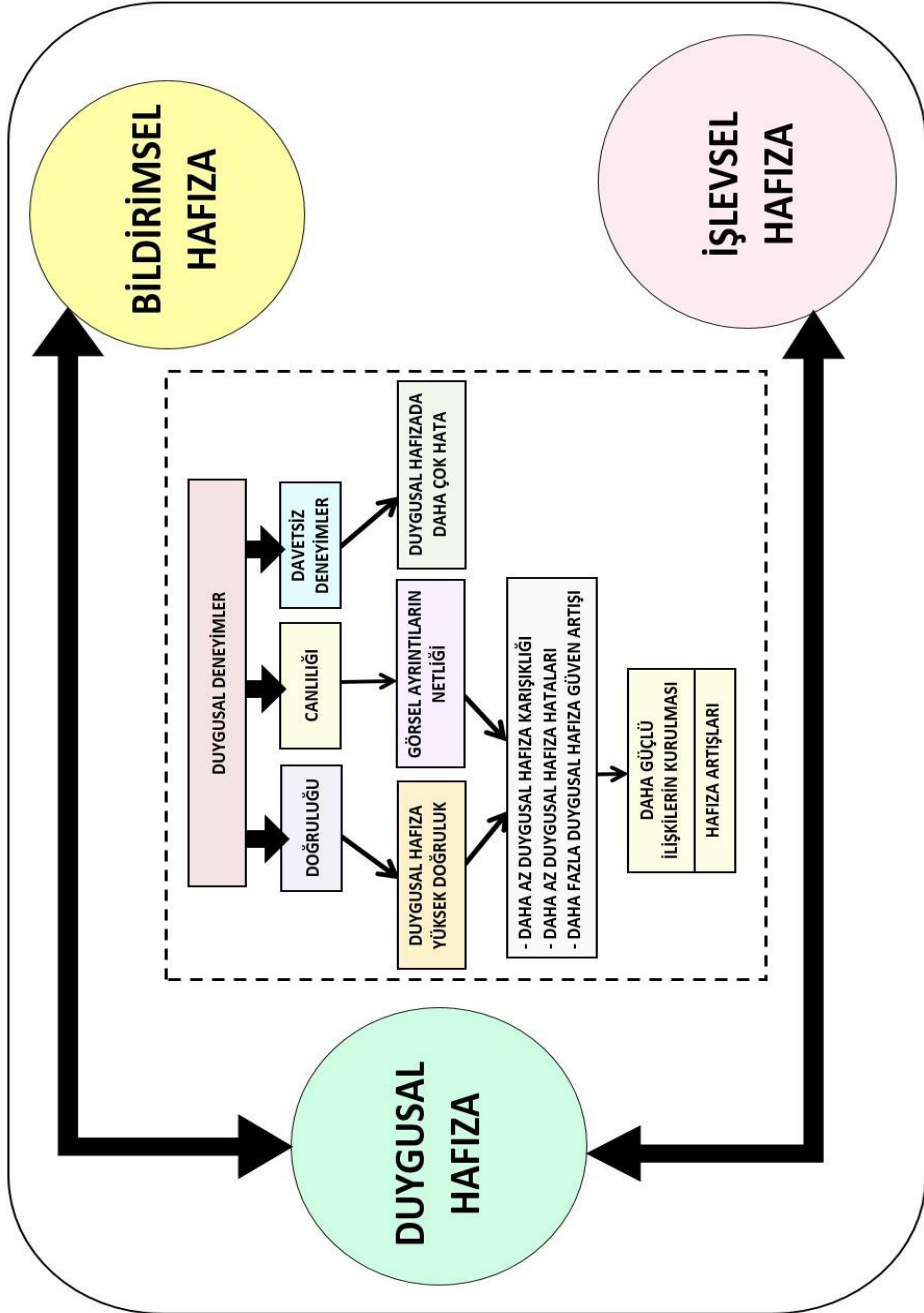 DUYGUSAL
HAFIZA
DUYGUSAL DENEYİMLER
DOĞRULUĞU
CANLILIĞI
DAVETSİZ
DENEYİMLER
DUYGUSAL HAFIZA
YÜKSEK DOĞRULUK
GÖRSEL AYRINTILARIN
NETLİĞİ
DUYGUSAL HAFIZADA
DAHA ÇOK HATA
- DAHA AZ DUYGUSAL HAFIZA KARIŞIKLIĞI
- DAHA AZ DUYGUSAL HAFIZA HATALARI
- DAHA FAZLA DUYGUSAL HAFIZA GÜVEN ARTIŞI
DAHA GÜÇLÜ
İLİŞKİLERİN KURULMASI
HAFIZA ARTIŞLARI
BİLDİRİMSEL
HAFIZA
İŞLEVSEL
HAFIZA